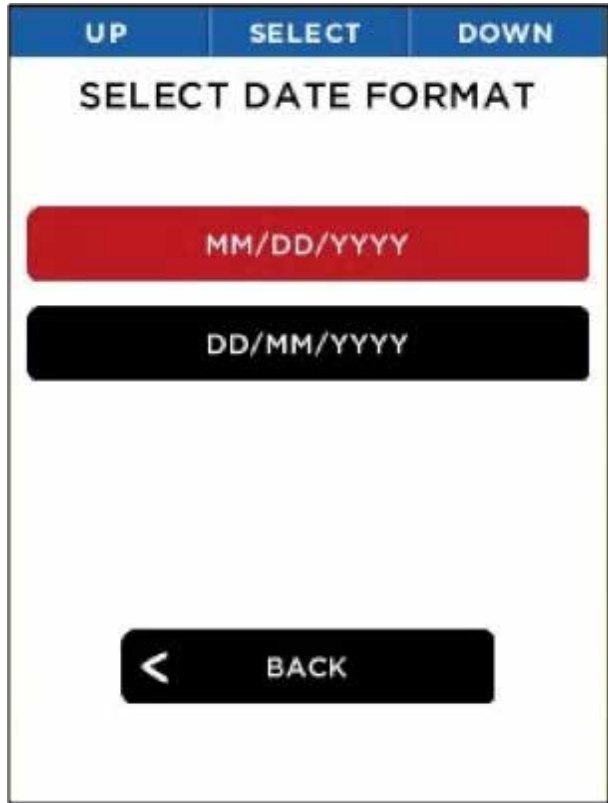 UP SELECT DOWN
SELECT DATE FORMAT
MM/DD/YYYY
DD/MM/YYYY
< BACK